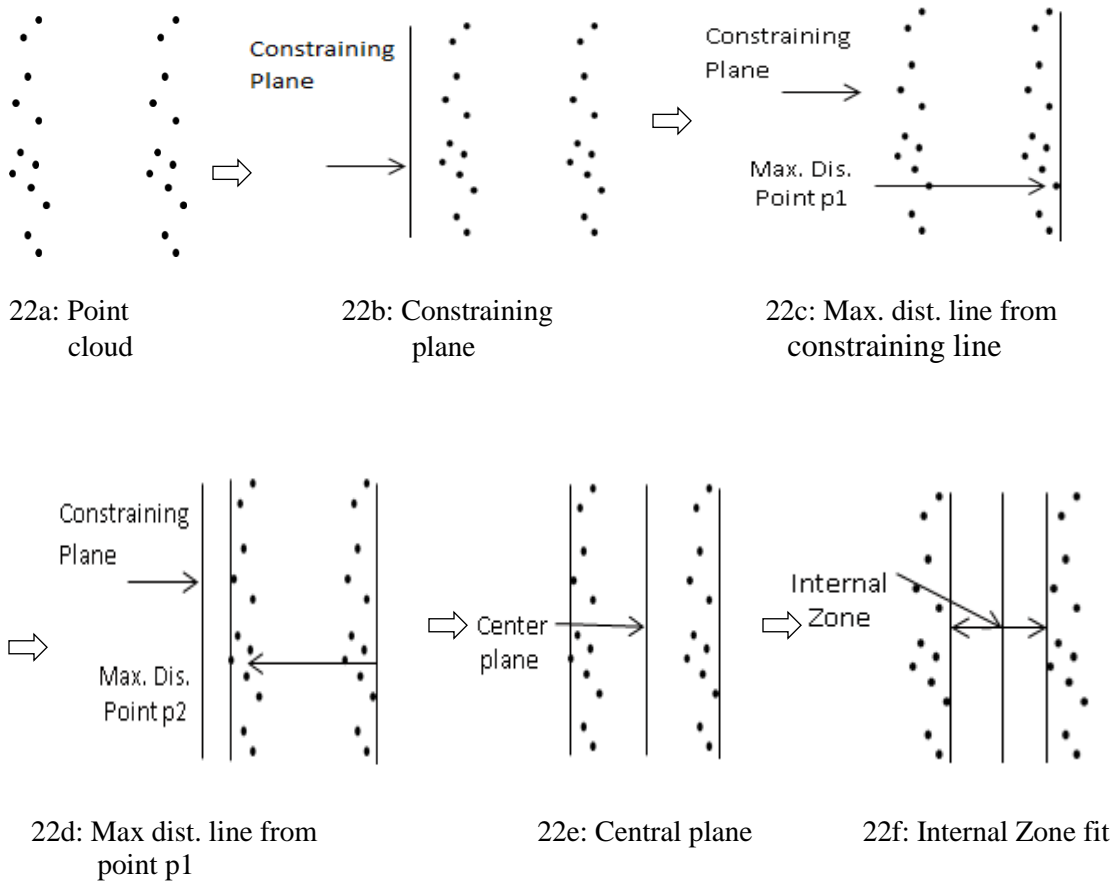 Constraining
Plane
Constraining
Plane
Max. Dis.
Point p1
22a: Point
cloud
22b: Constraining
plane
22c: Max. dist. line from
constraining line
Constraining
Plane
Max. Dis.
Point p2
Center
plane
Internal
Zone
22d: Max dist. line from
point p1
22e: Central plane
22f: Internal Zone fit